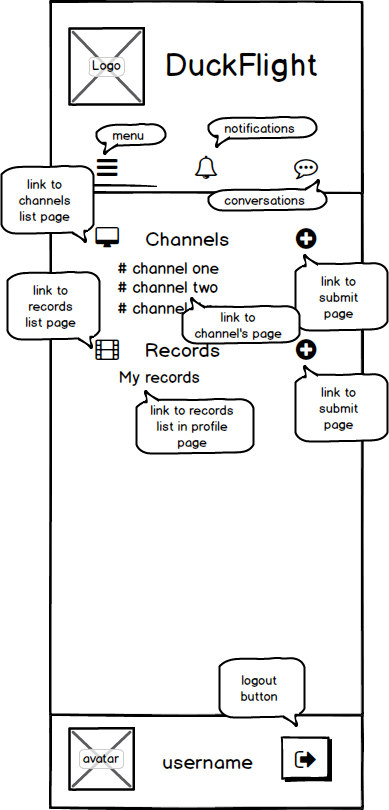 Logo
DuckFlight
menu
notifications
link to
channels
list page
conversations
Channels
# channel one
# channel two
# channel
link to
channel's page
link to
submit
page
link to
records
list page
Records
My records
link to records
list in profile
page
link to
submit
page
logout
button
avatar
username